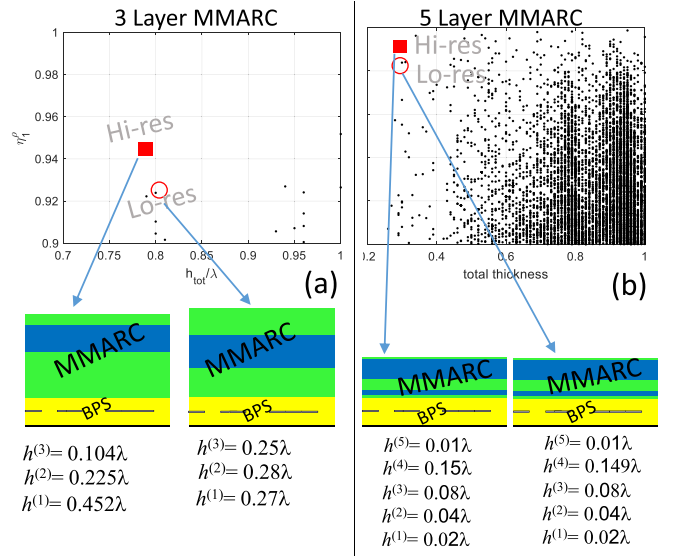 3 Layer MMARC
1
0.98
0.96
0.94
0.92
0.9
η₁ᵖ
Hi-res
Lo-res
0.7
0.75
0.8
0.85
0.9
0.95
1
h_tot/λ
(a)
MMARC
BPS
MMARC
BPS
h⁽³⁾= 0.104λ
h⁽²⁾= 0.225λ
h⁽¹⁾= 0.452λ
h⁽³⁾= 0.25λ
h⁽²⁾= 0.28λ
h⁽¹⁾= 0.27λ
5 Layer MMARC
Hi-res
Lo-res
0.2
0.4
0.6
0.8
1
total thickness
(b)
MMARC
BPS
MMARC
BPS
h⁽⁵⁾= 0.01λ
h⁽⁴⁾= 0.15λ
h⁽³⁾= 0.08λ
h⁽²⁾= 0.04λ
h⁽¹⁾= 0.02λ
h⁽⁵⁾= 0.01λ
h⁽⁴⁾= 0.149λ
h⁽³⁾= 0.08λ
h⁽²⁾= 0.04λ
h⁽¹⁾= 0.02λ